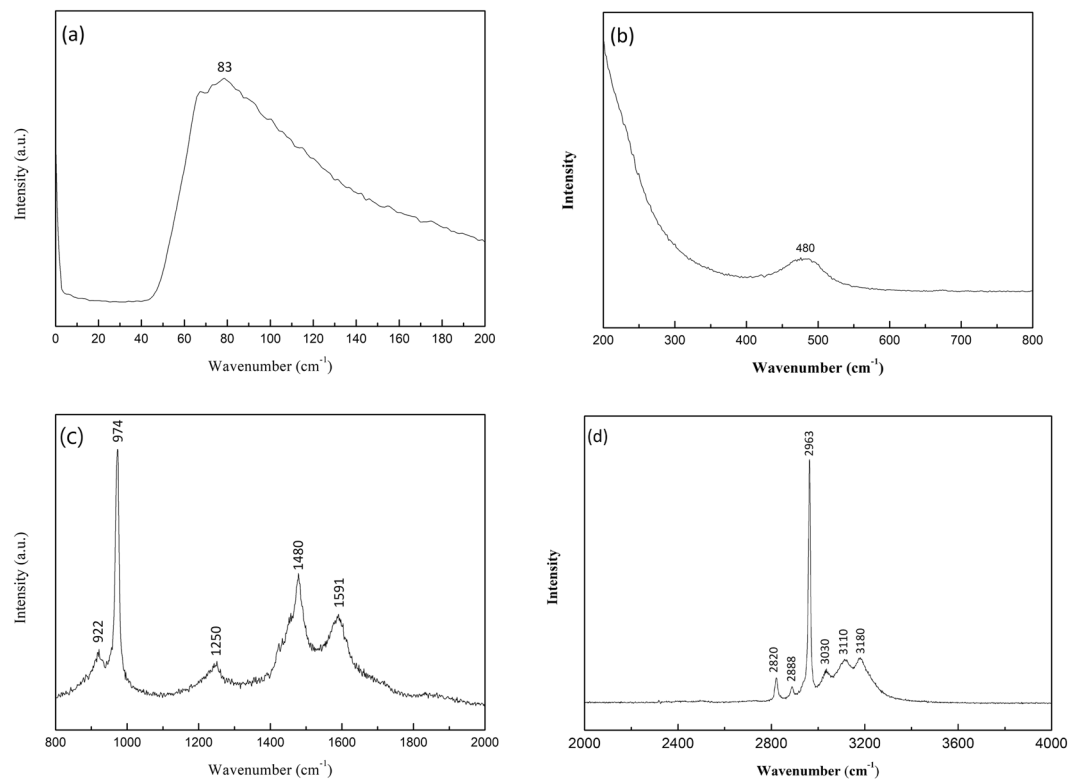 (a)
83
Intensity (a.u.)
0 20 40 60 80 100 120 140 160 180 200
Wavenumber (cm⁻¹)
(b)
480
Intensity
200 300 400 500 600 700 800
Wavenumber (cm⁻¹)
(c)
922
974
1250
1480
1591
Intensity (a.u.)
800 1000 1200 1400 1600 1800 2000
Wavenumber (cm⁻¹)
(d)
2820
2888
2963
3030
3110
3180
Intensity
2000 2400 2800 3200 3600 4000
Wavenumber (cm⁻¹)